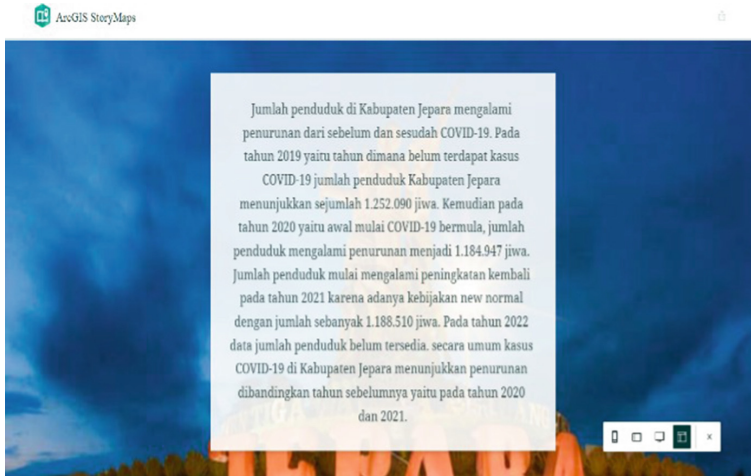 ArcGIS StoryMaps
Jumlah penduduk di Kabupaten Jepara mengalami
penurunan dari sebelum dan sesudah COVID-19. Pada
tahun 2019 yaitu tahun dimana belum terdapat kasus
COVID-19 jumlah penduduk Kabupaten Jepara
menunjukkan sejumlah 1.252.090 jiwa. Kemudian pada
tahun 2020 yaitu awal mulai COVID-19 bermula, jumlah
penduduk mengalami penurunan menjadi 1.184.947 jiwa.
Jumlah penduduk mulai mengalami peningkatan kembali
pada tahun 2021 karena adanya kebijakan new normal
dengan jumlah sebanyak 1.188.510 jiwa. Pada tahun 2022
data jumlah penduduk belum tersedia. secara umum kasus
COVID-19 di Kabupaten Jepara menunjukkan penurunan
dibandingkan tahun sebelumnya yaitu pada tahun 2020
dan 2021.
JEPARA